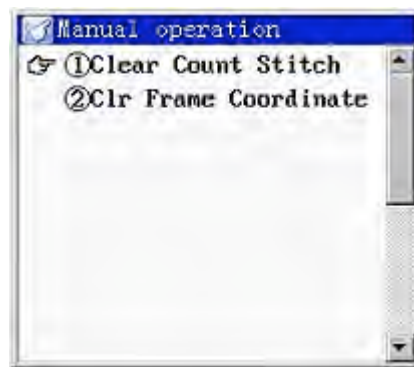 Manual operation
①Clear Count Stitch
②Clr Frame Coordinate